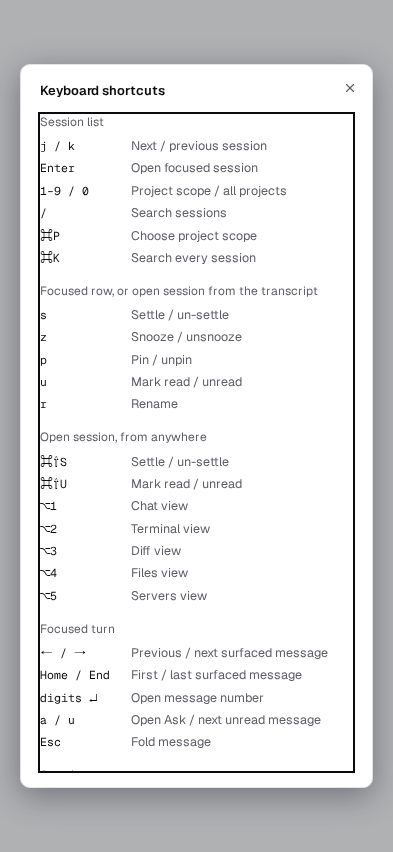 Keyboard shortcuts ×
Session list
j / k Next / previous session
Enter Open focused session
1–9 / 0 Project scope / all projects
/ Search sessions
⌘P Choose project scope
⌘K Search every session
Focused row, or open session from the transcript
s Settle / un-settle
z Snooze / unsnooze
p Pin / unpin
u Mark read / unread
r Rename
Open session, from anywhere
⌘⇧S Settle / un-settle
⌘⇧U Mark read / unread
⌥1 Chat view
⌥2 Terminal view
⌥3 Diff view
⌥4 Files view
⌥5 Servers view
Focused turn
← / → Previous / next surfaced message
Home / End First / last surfaced message
digits ↵ Open message number
a / u Open Ask / next unread message
Esc Fold message